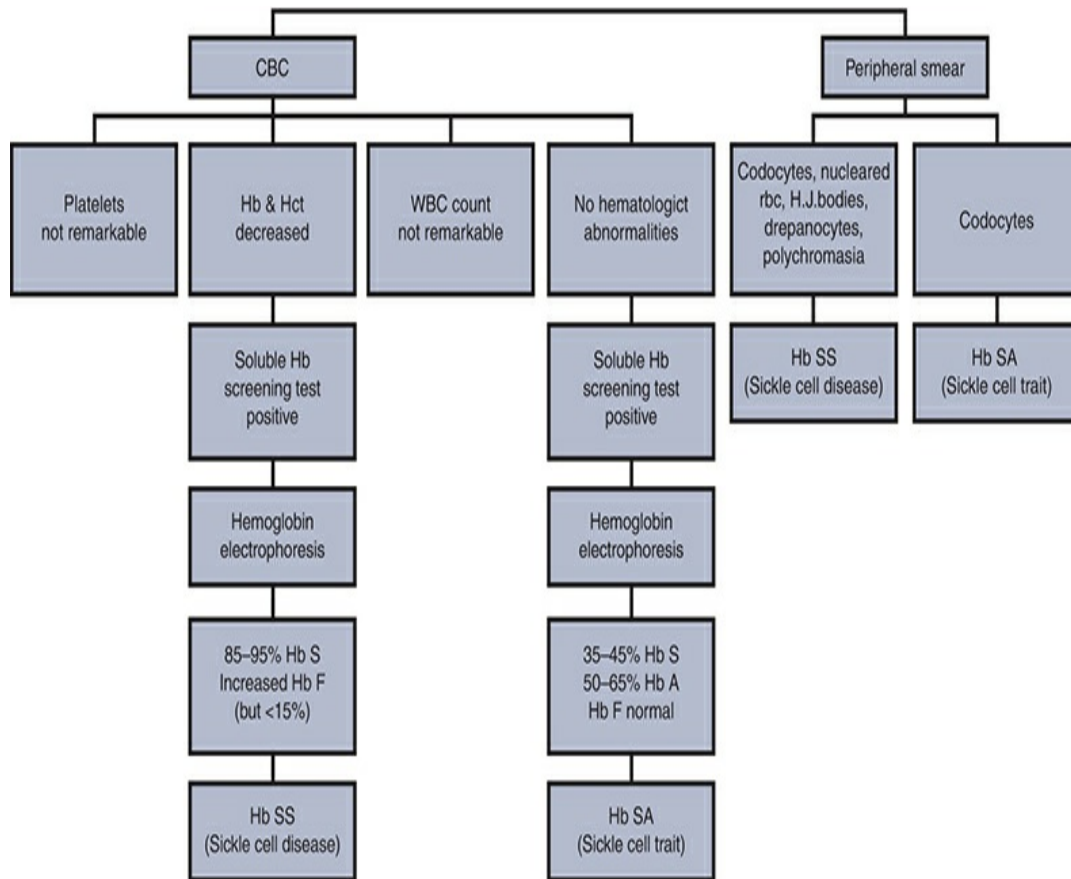 CBC
Peripheral smear
Platelets
not remarkable
Hb & Hct
decreased
WBC count
not remarkable
No hematologict
abnormalities
Codocytes, nucleared
rbc, H.J.bodies,
drepanocytes,
polychromasia
Codocytes
Soluble Hb
screening test
positive
Soluble Hb
screening test
positive
Hb SS
(Sickle cell disease)
Hb SA
(Sickle cell trait)
Hemoglobin
electrophoresis
Hemoglobin
electrophoresis
85–95% Hb S
Increased Hb F
(but <15%)
35–45% Hb S
50–65% Hb A
Hb F normal
Hb SS
(Sickle cell disease)
Hb SA
(Sickle cell trait)